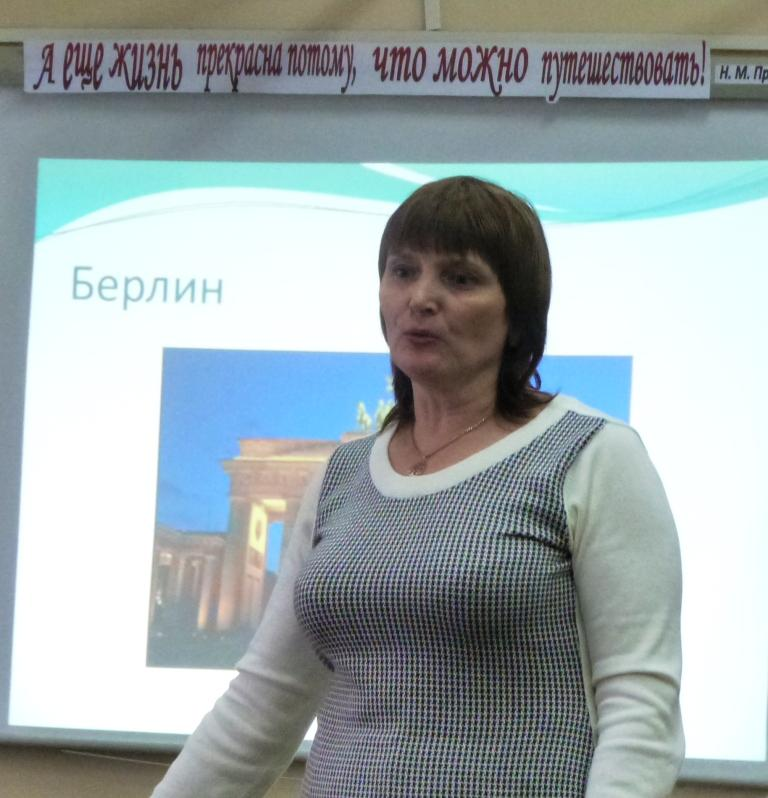 А еще жизнь прекрасна потому, что можно путешествовать!
Н. М. Пр
Берлин